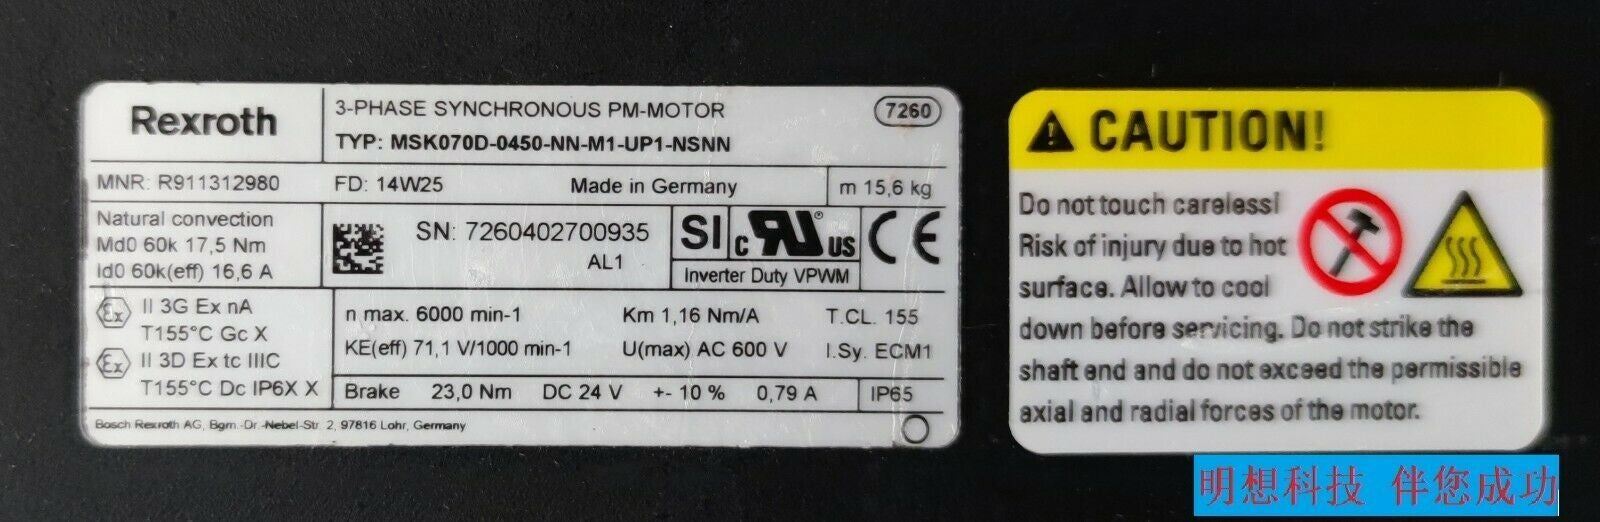 Rexroth
3-PHASE SYNCHRONOUS PM-MOTOR
7260
TYP: MSK070D-0450-NN-M1-UP1-NSNN
MNR: R911312980
FD: 14W25
Made in Germany
m 15,6 kg
Natural convection
Md0 60k 17,5 Nm
Id0 60k(eff) 16,6 A
SN: 7260402700935
AL1
SI
c RU US ®
Inverter Duty VPWM
CE
Ex II 3G Ex nA
T155°C Gc X
Ex II 3D Ex tc IIIC
T155°C Dc IP6X X
n max. 6000 min-1
Km 1,16 Nm/A
T.CL. 155
KE(eff) 71,1 V/1000 min-1
U(max) AC 600 V
I.Sy. ECM1
Brake 23,0 Nm DC 24 V +- 10 % 0,79 A
IP65
Bosch Rexroth AG, Bgm.-Dr.-Nebel-Str. 2, 97816 Lohr, Germany
CAUTION!
Do not touch careless!
Risk of injury due to hot
surface. Allow to cool
down before servicing. Do not strike the
shaft end and do not exceed the permissible
axial and radial forces of the motor.
明想科技 伴您成功